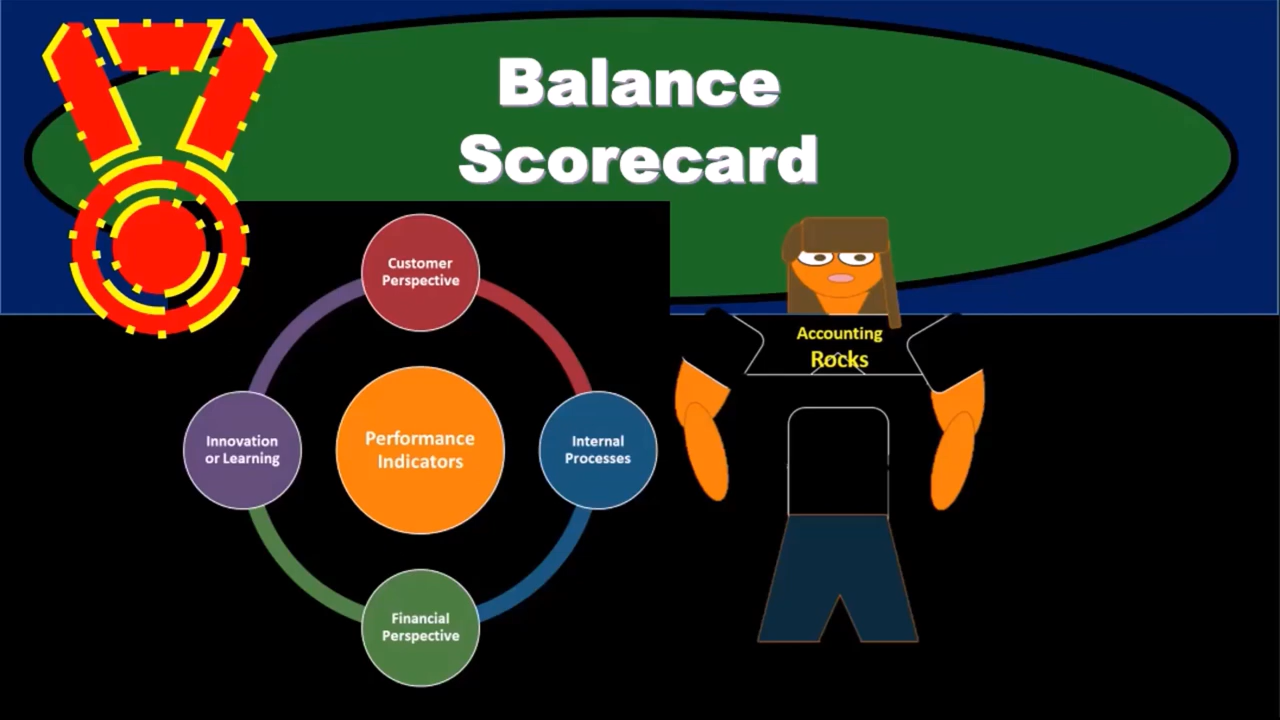 Balance
Scorecard
Customer
Perspective
Accounting
Rocks
Innovation
or Learning
Performance
Indicators
Internal
Processes
Financial
Perspective